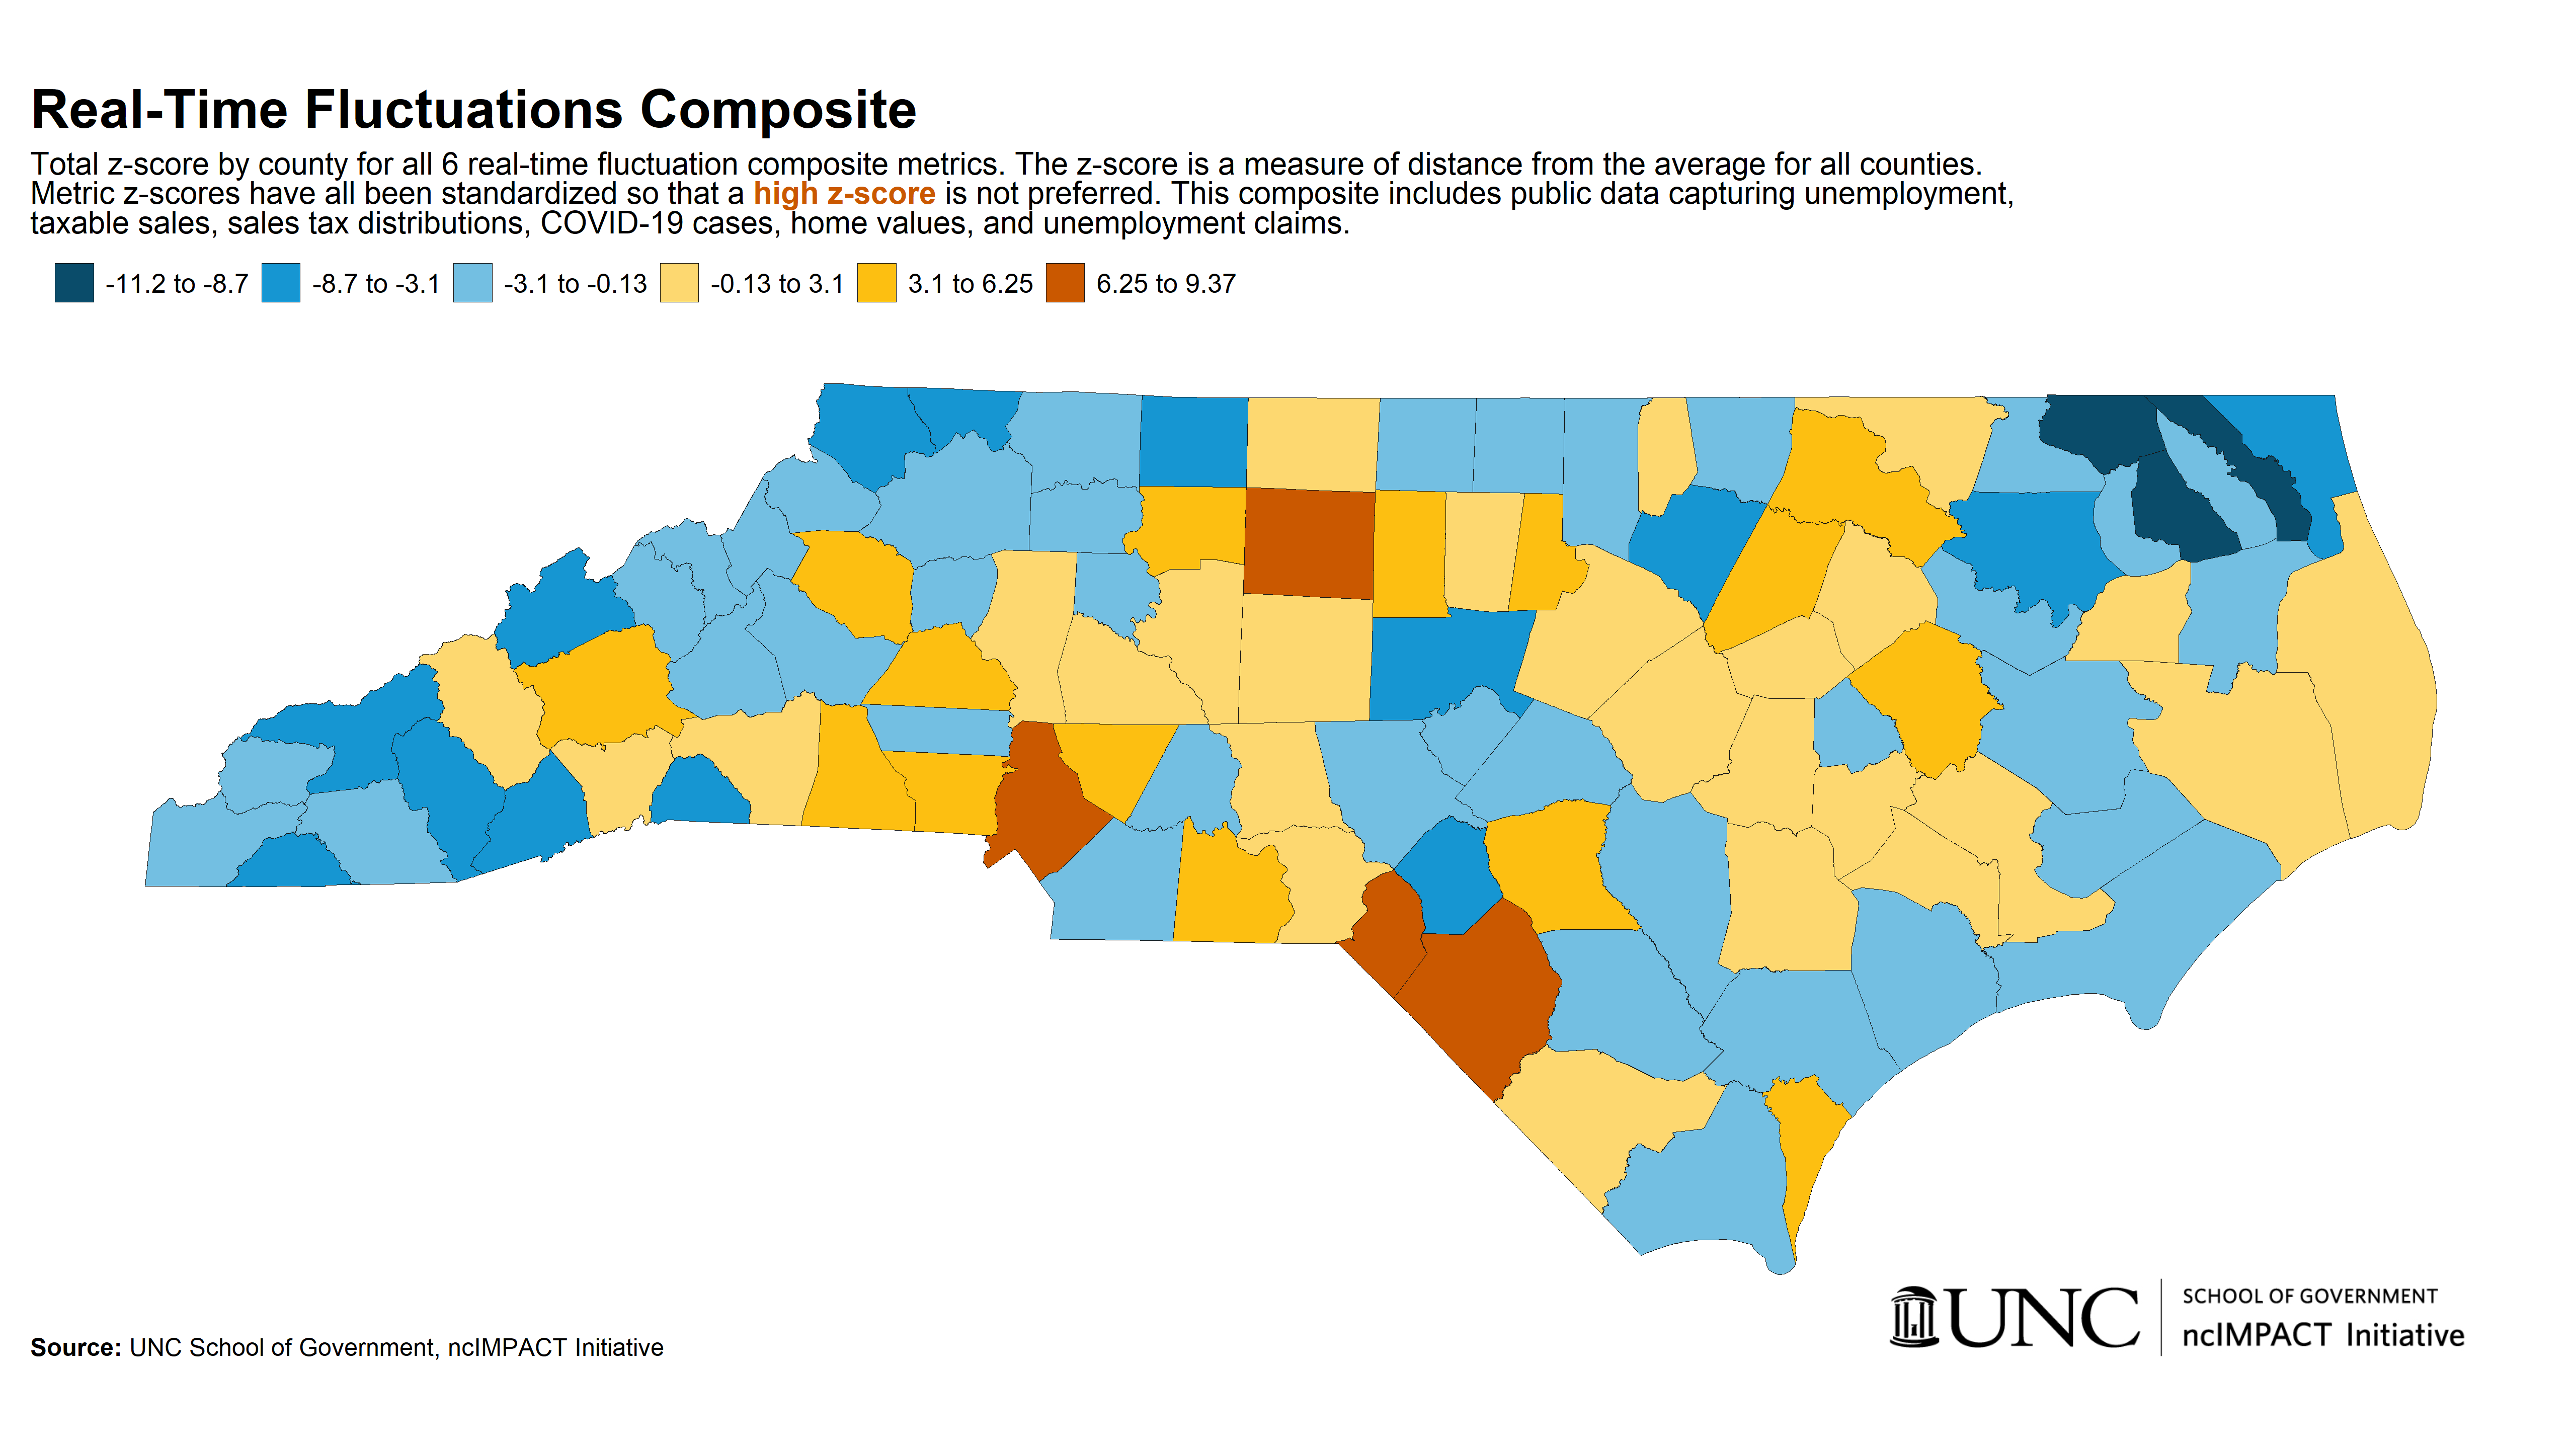 Real-Time Fluctuations Composite
Total z-score by county for all 6 real-time fluctuation composite metrics. The z-score is a measure of distance from the average for all counties.
Metric z-scores have all been standardized so that a high z-score is not preferred. This composite includes public data capturing unemployment,
taxable sales, sales tax distributions, COVID-19 cases, home values, and unemployment claims.
-11.2 to -8.7 -8.7 to -3.1 -3.1 to -0.13 -0.13 to 3.1 3.1 to 6.25 6.25 to 9.37
UNC
SCHOOL OF GOVERNMENT
ncIMPACT Initiative
Source: UNC School of Government, ncIMPACT Initiative